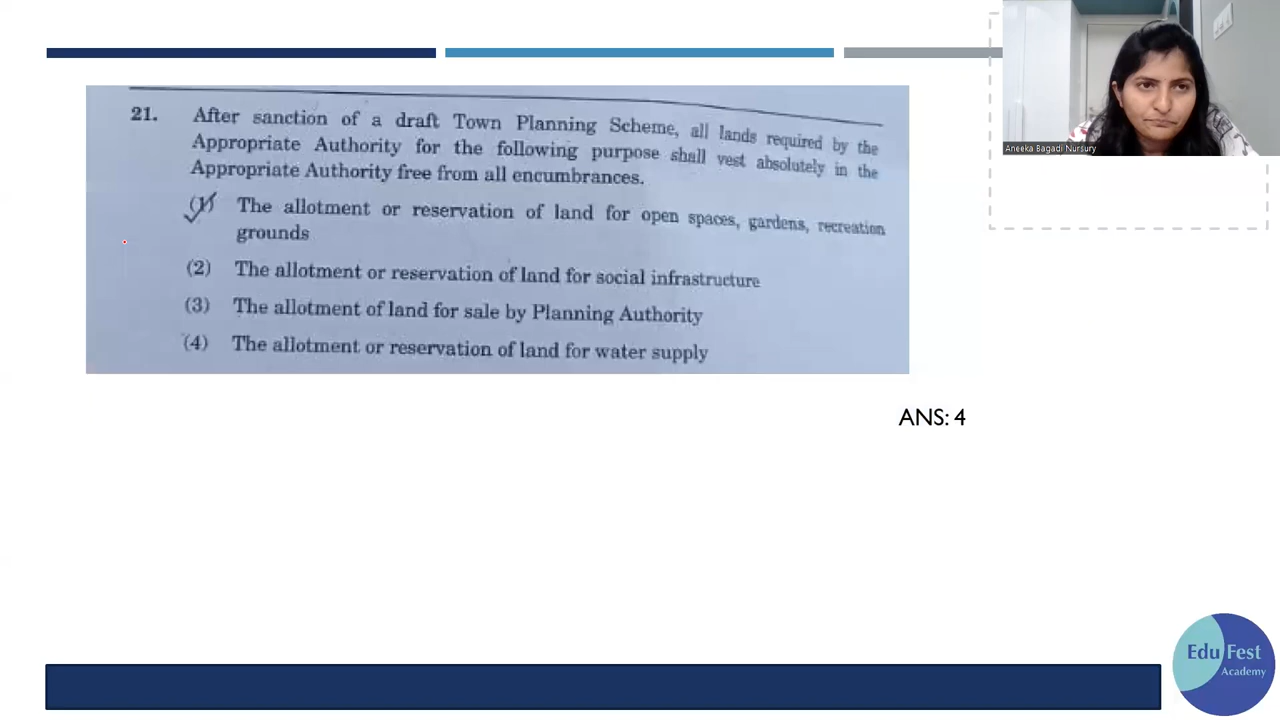 Aneeka Bagadi Nursury
21. After sanction of a draft Town Planning Scheme, all lands required by the
Appropriate Authority for the following purpose shall vest absolutely in the
Appropriate Authority free from all encumbrances.
(1) The allotment or reservation of land for open spaces, gardens, recreation
grounds
(2) The allotment or reservation of land for social infrastructure
(3) The allotment of land for sale by Planning Authority
(4) The allotment or reservation of land for water supply
ANS: 4
Edu Fest
Academy